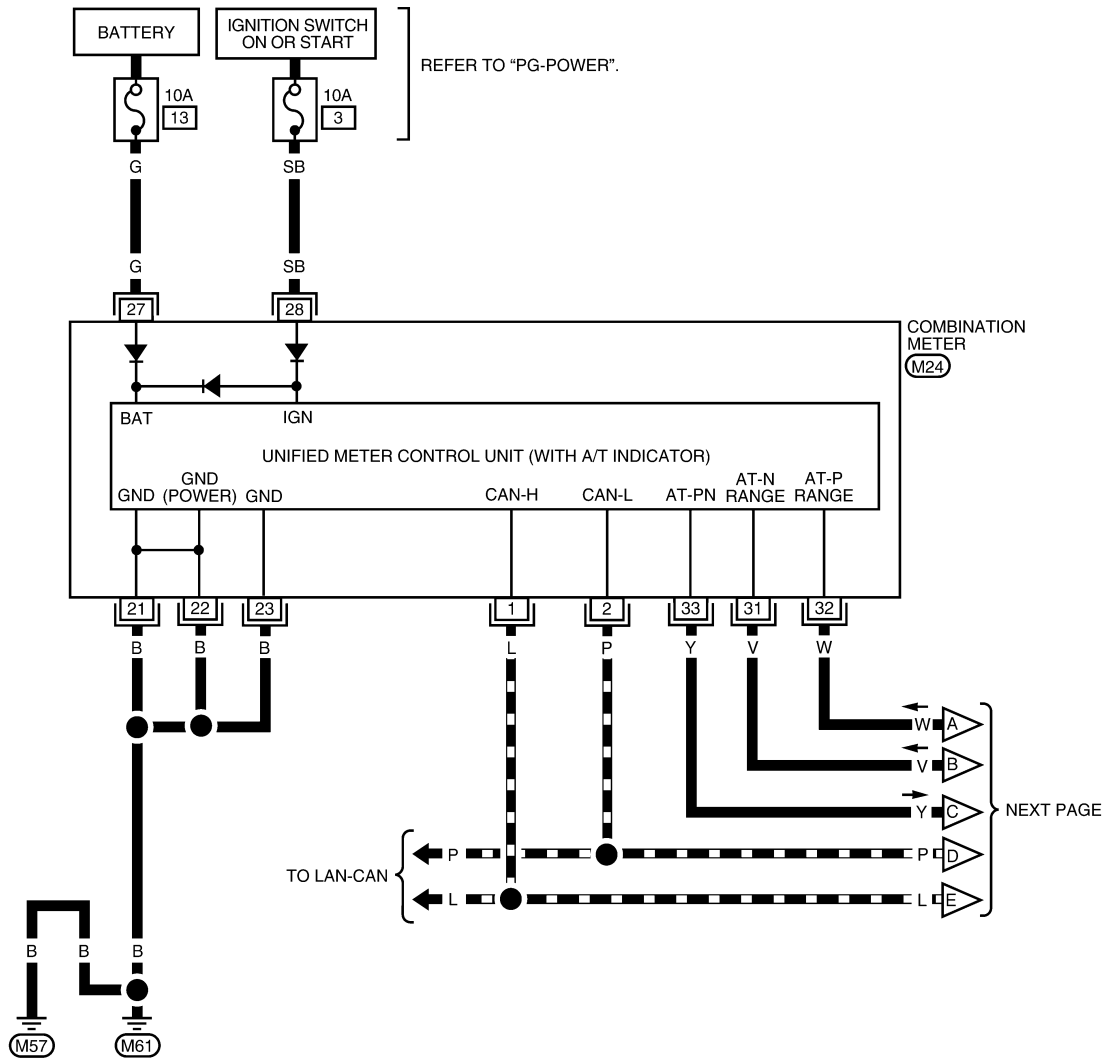 BATTERY
IGNITION SWITCH
ON OR START
REFER TO “PG-POWER”.
10A
13
10A
3
G
SB
G
SB
27
28
COMBINATION
METER
M24
BAT
IGN
UNIFIED METER CONTROL UNIT (WITH A/T INDICATOR)
GND
GND
(POWER)
GND
CAN-H
CAN-L
AT-PN
AT-N
RANGE
AT-P
RANGE
21
22
23
1
2
33
31
32
B
B
B
L
P
Y
V
W
W
A
V
B
Y
C
NEXT PAGE
P
P
D
TO LAN-CAN
L
L
E
B
B
B
M57
M61